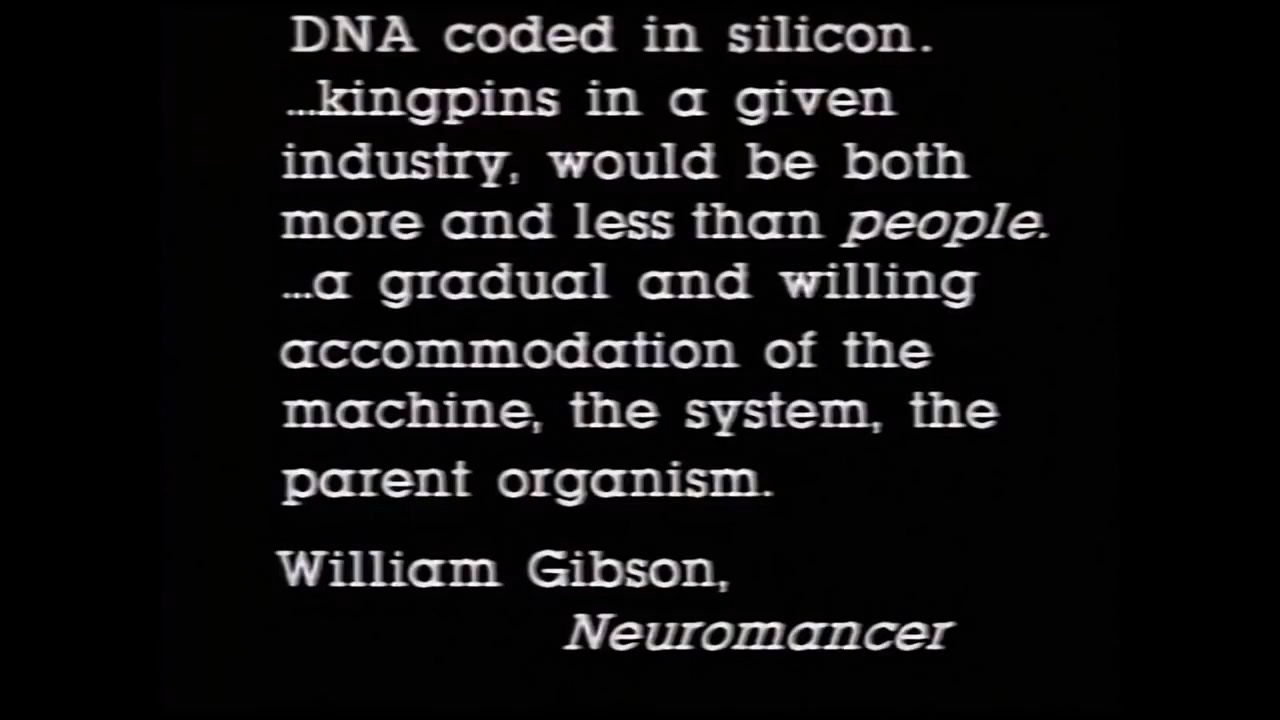 DNA coded in silicon.
...kingpins in a given
industry, would be both
more and less than people.
...a gradual and willing
accommodation of the
machine, the system, the
parent organism.
William Gibson,
Neuromancer